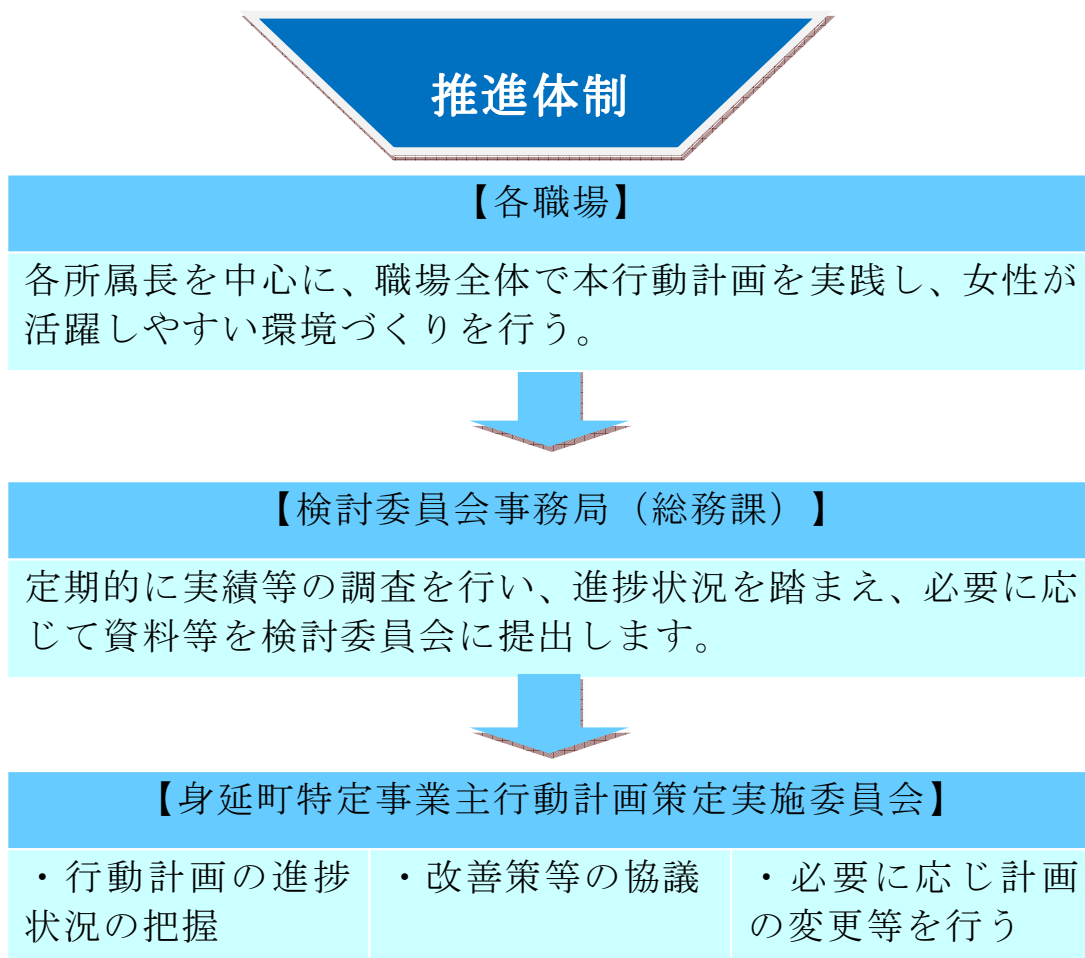 推進体制
【各職場】
各所属長を中心に、職場全体で本行動計画を実践し、女性が
活躍しやすい環境づくりを行う。
【検討委員会事務局（総務課）】
定期的に実績等の調査を行い、進捗状況を踏まえ、必要に応
じて資料等を検討委員会に提出します。
【身延町特定事業主行動計画策定実施委員会】
・行動計画の進捗
状況の把握
・改善策等の協議
・必要に応じ計画
の変更等を行う